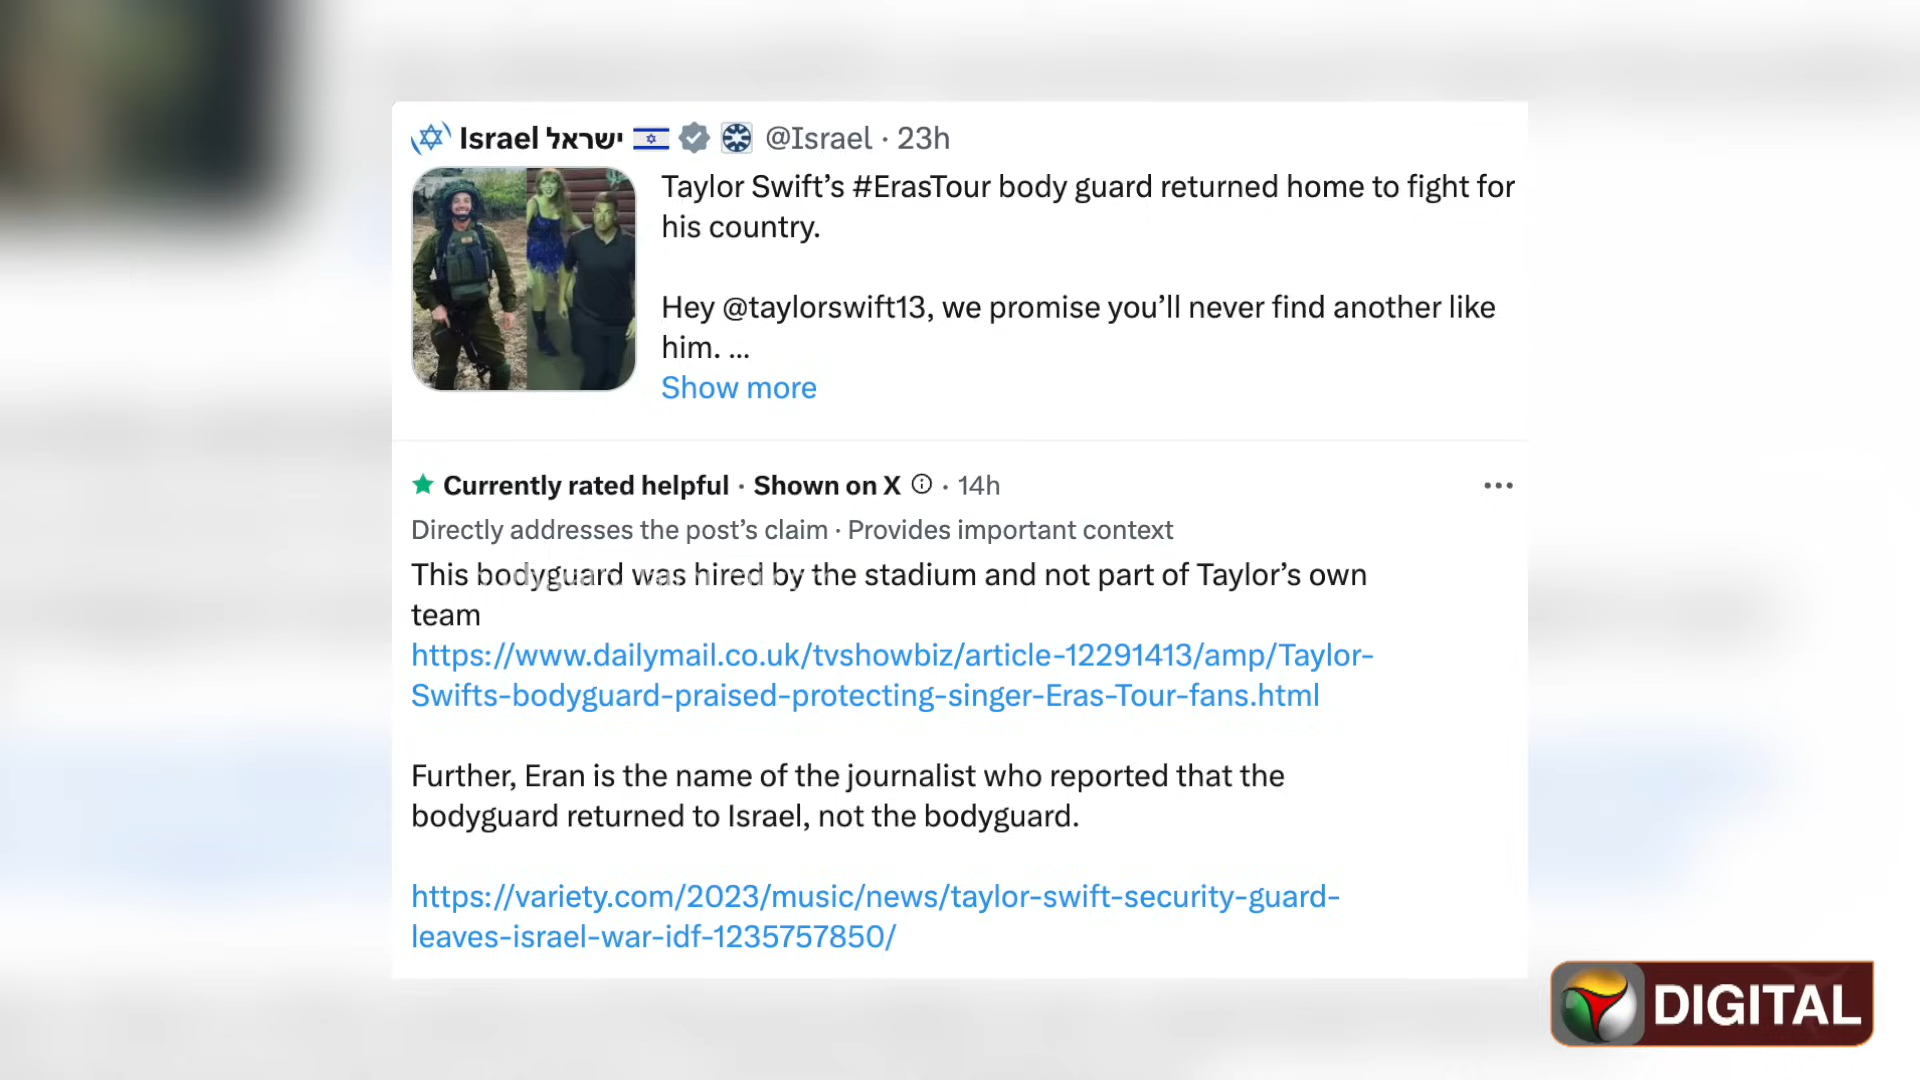 Israel ישראל @Israel · 23h
Taylor Swift's #ErasTour body guard returned home to fight for
his country.
Hey @taylorswift13, we promise you'll never find another like
him. ...
Show more
Currently rated helpful · Shown on X · 14h
Directly addresses the post's claim · Provides important context
This bodyguard was hired by the stadium and not part of Taylor's own
team
https://www.dailymail.co.uk/tvshowbiz/article-12291413/amp/Taylor-
Swifts-bodyguard-praised-protecting-singer-Eras-Tour-fans.html
Further, Eran is the name of the journalist who reported that the
bodyguard returned to Israel, not the bodyguard.
https://variety.com/2023/music/news/taylor-swift-security-guard-
leaves-israel-war-idf-1235757850/
DIGITAL